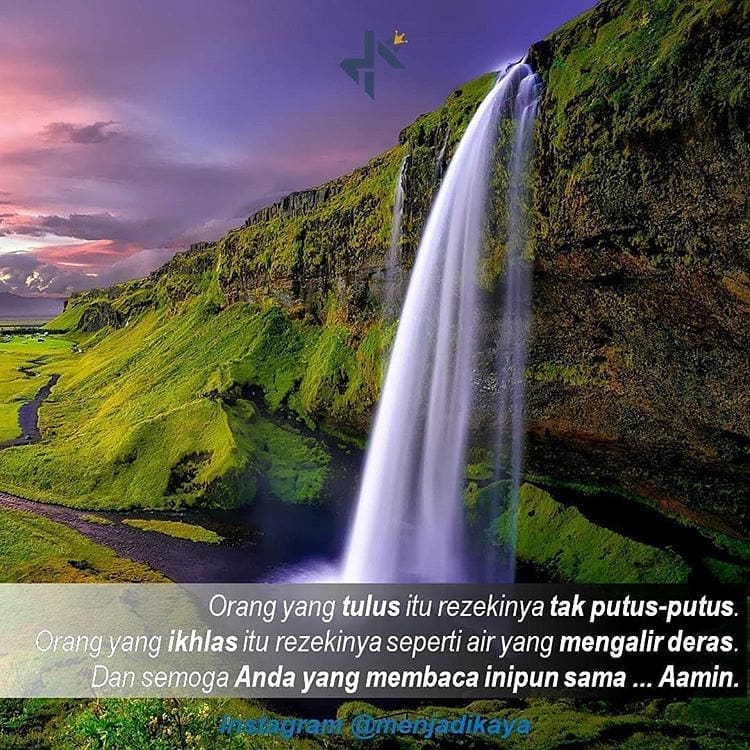 Orang yang tulus itu rezekinya tak putus-putus.
Orang yang ikhlas itu rezekinya seperti air yang mengalir deras.
Dan semoga Anda yang membaca inipun sama ... Aamin.
Instagram @menjadikaya